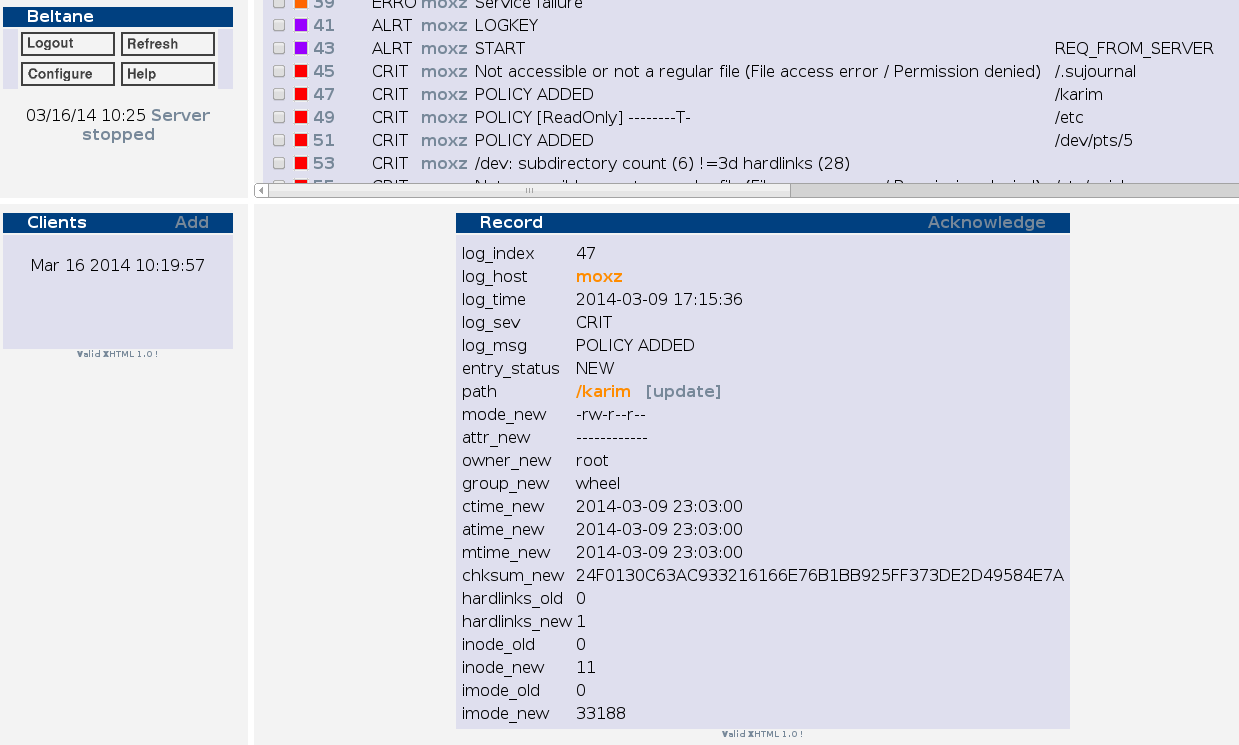 Beltane
Logout Refresh
Configure Help
03/16/14 10:25 Server
stopped
39 ERRO moxz Service failure
41 ALRT moxz LOGKEY
43 ALRT moxz START REQ_FROM_SERVER
45 CRIT moxz Not accessible or not a regular file (File access error / Permission denied) /.sujournal
47 CRIT moxz POLICY ADDED /karim
49 CRIT moxz POLICY [ReadOnly] --------T- /etc
51 CRIT moxz POLICY ADDED /dev/pts/5
53 CRIT moxz /dev: subdirectory count (6) !=3d hardlinks (28)
Clients Add
Mar 16 2014 10:19:57
Valid XHTML 1.0 !
Record Acknowledge
log_index 47
log_host moxz
log_time 2014-03-09 17:15:36
log_sev CRIT
log_msg POLICY ADDED
entry_status NEW
path /karim [update]
mode_new -rw-r--r--
attr_new ------------
owner_new root
group_new wheel
ctime_new 2014-03-09 23:03:00
atime_new 2014-03-09 23:03:00
mtime_new 2014-03-09 23:03:00
chksum_new 24F0130C63AC933216166E76B1BB925FF373DE2D49584E7A
hardlinks_old 0
hardlinks_new 1
inode_old 0
inode_new 11
imode_old 0
imode_new 33188
Valid XHTML 1.0 !